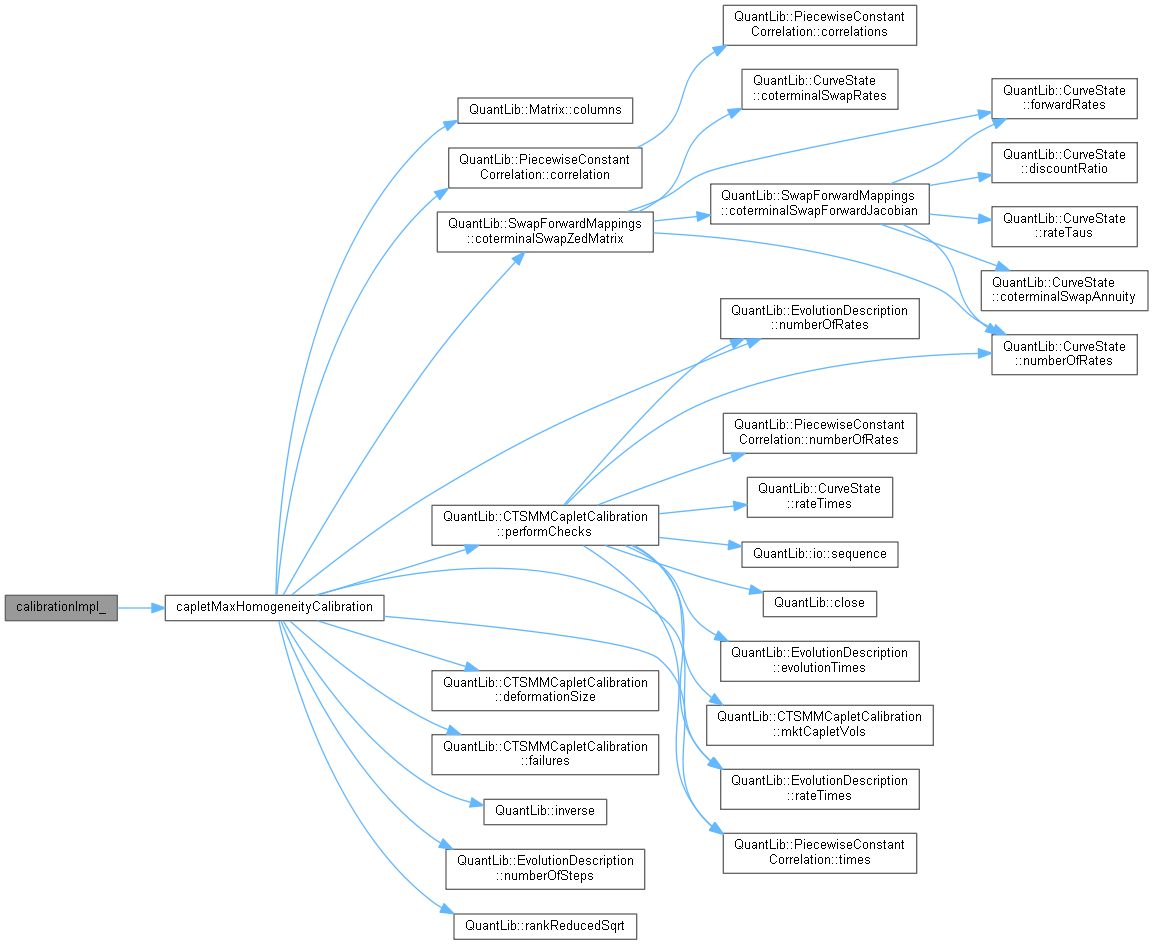 QuantLib::PiecewiseConstant
Correlation::correlations
QuantLib::CurveState
::coterminalSwapRates
QuantLib::CurveState
::forwardRates
QuantLib::Matrix::columns
QuantLib::PiecewiseConstant
Correlation::correlation
QuantLib::CurveState
::discountRatio
QuantLib::SwapForwardMappings
::coterminalSwapForwardJacobian
QuantLib::SwapForwardMappings
::coterminalSwapZedMatrix
QuantLib::CurveState
::rateTaus
QuantLib::CurveState
::coterminalSwapAnnuity
QuantLib::EvolutionDescription
::numberOfRates
QuantLib::CurveState
::numberOfRates
QuantLib::PiecewiseConstant
Correlation::numberOfRates
QuantLib::CurveState
::rateTimes
QuantLib::CTSMMCapletCalibration
::performChecks
QuantLib::io::sequence
QuantLib::close
calibrationImpl_
capletMaxHomogeneityCalibration
QuantLib::EvolutionDescription
::evolutionTimes
QuantLib::CTSMMCapletCalibration
::deformationSize
QuantLib::CTSMMCapletCalibration
::mktCapletVols
QuantLib::CTSMMCapletCalibration
::failures
QuantLib::EvolutionDescription
::rateTimes
QuantLib::inverse
QuantLib::PiecewiseConstant
Correlation::times
QuantLib::EvolutionDescription
::numberOfSteps
QuantLib::rankReducedSqrt